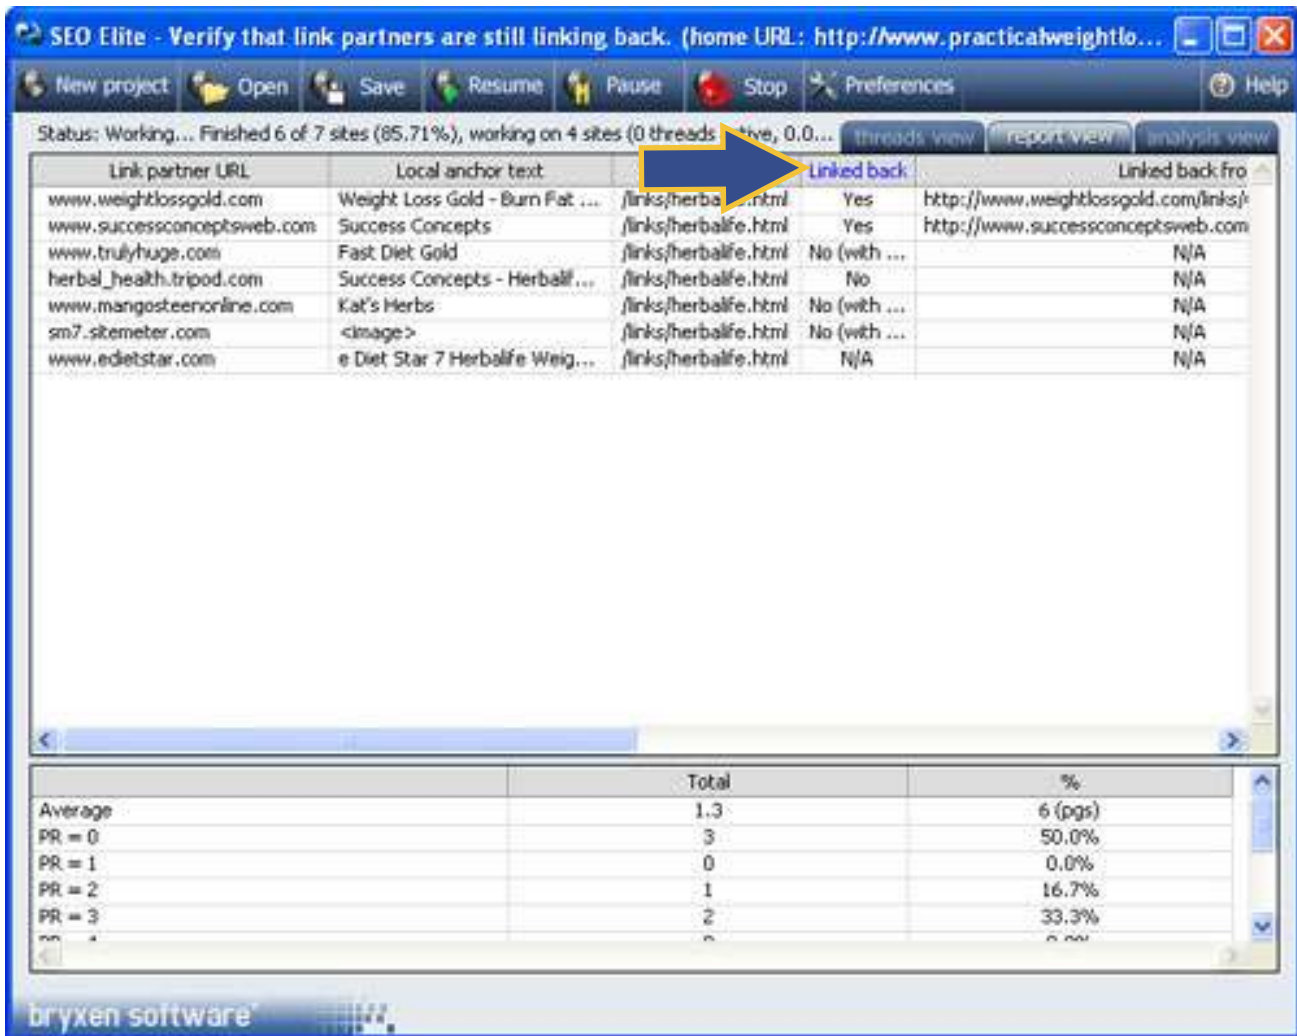 SEO Elite - Verify that link partners are still linking back. (home URL: http://www.practicalweightlo...
New project Open Save Resume Pause Stop Preferences Help
Status: Working... Finished 6 of 7 sites (85.71%), working on 4 sites (0 threads active, 0.0... threads view report view analysis view
Link partner URL Local anchor text Linked back Linked back fro
www.weightlossgold.com Weight Loss Gold - Burn Fat ... /links/herbalife.html Yes http://www.weightlossgold.com/links/
www.successconceptsweb.com Success Concepts /links/herbalife.html Yes http://www.successconceptsweb.com
www.trulyhuge.com Fast Diet Gold /links/herbalife.html No (with ... N/A
herbal_health.tripod.com Success Concepts - Herbalif... /links/herbalife.html No N/A
www.mangosteenonline.com Kat's Herbs /links/herbalife.html No (with ... N/A
sm7.sitemeter.com <image> /links/herbalife.html No (with ... N/A
www.edietstar.com e Diet Star 7 Herbalife Weig... /links/herbalife.html N/A N/A
Total %
Average 1.3 6 (pgs)
PR = 0 3 50.0%
PR = 1 0 0.0%
PR = 2 1 16.7%
PR = 3 2 33.3%
bryxen software